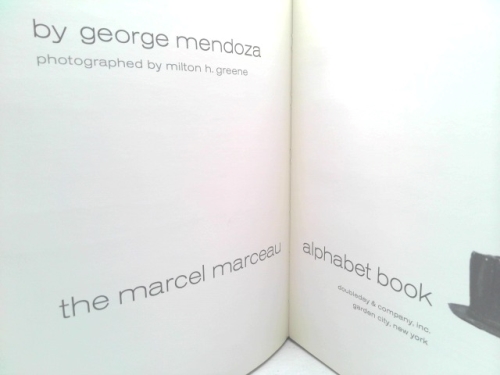 by george mendoza
photographed by milton h. greene
the marcel marceau alphabet book
doubleday & company, inc.
garden city, new york